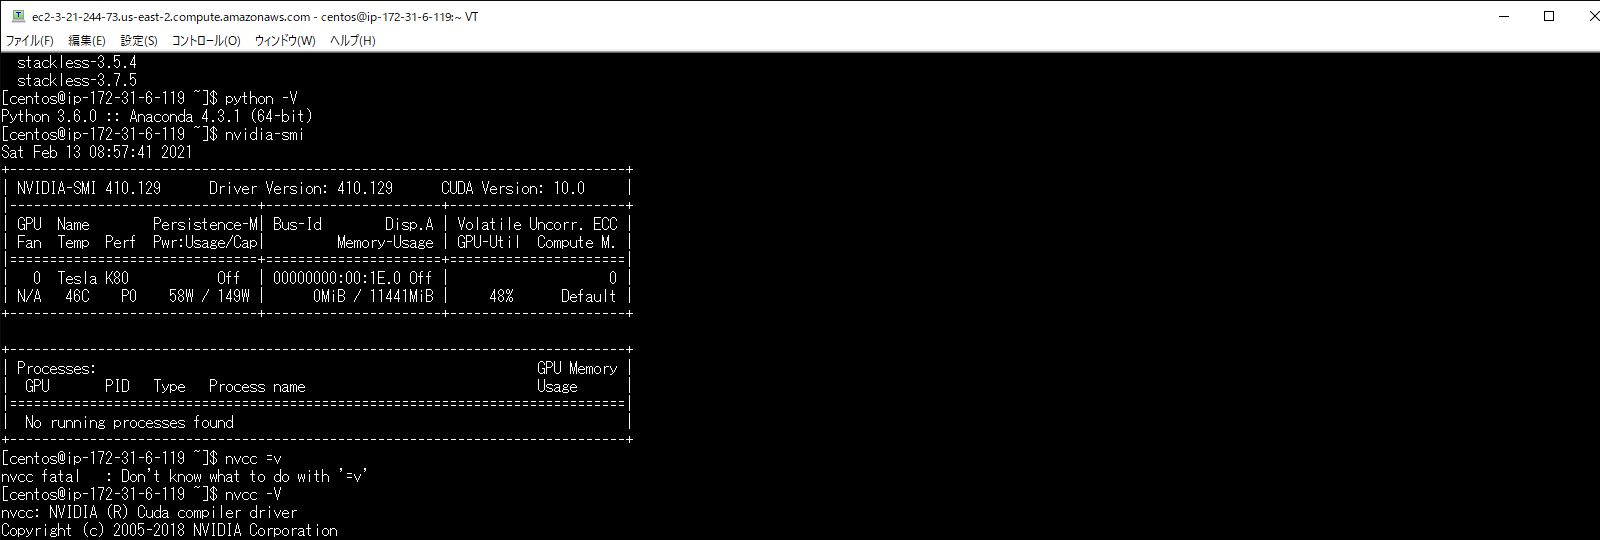 ec2-3-21-244-73.us-east-2.compute.amazonaws.com - centos@ip-172-31-6-119:~ VT
ファイル(F) 編集(E) 設定(S) コントロール(O) ウィンドウ(W) ヘルプ(H)
  stackless-3.5.4
  stackless-3.7.5
[centos@ip-172-31-6-119 ~]$ python -V
Python 3.6.0 :: Anaconda 4.3.1 (64-bit)
[centos@ip-172-31-6-119 ~]$ nvidia-smi
Sat Feb 13 08:57:41 2021
+-----------------------------------------------------------------------------+
| NVIDIA-SMI 410.129      Driver Version: 410.129      CUDA Version: 10.0     |
|-------------------------------+----------------------+----------------------+
| GPU  Name        Persistence-M| Bus-Id        Disp.A | Volatile Uncorr. ECC |
| Fan  Temp  Perf  Pwr:Usage/Cap|         Memory-Usage | GPU-Util  Compute M. |
|===============================+======================+======================|
|   0  Tesla K80           Off  | 00000000:00:1E.0 Off |                    0 |
| N/A   46C    P0    58W / 149W |      0MiB / 11441MiB |     48%      Default |
+-------------------------------+----------------------+----------------------+
+-----------------------------------------------------------------------------+
| Processes:                                                       GPU Memory |
|  GPU       PID   Type   Process name                             Usage      |
|=============================================================================|
|  No running processes found                                                 |
+-----------------------------------------------------------------------------+
[centos@ip-172-31-6-119 ~]$ nvcc =v
nvcc fatal   : Don't know what to do with '=v'
[centos@ip-172-31-6-119 ~]$ nvcc -V
nvcc: NVIDIA (R) Cuda compiler driver
Copyright (c) 2005-2018 NVIDIA Corporation